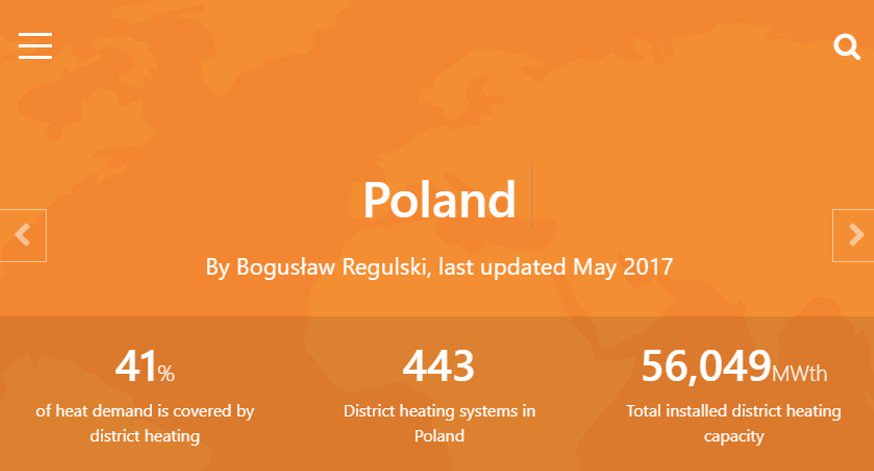 Poland
By Bogusław Regulski, last updated May 2017
41%
of heat demand is covered by
district heating
443
District heating systems in
Poland
56,049MWth
Total installed district heating
capacity